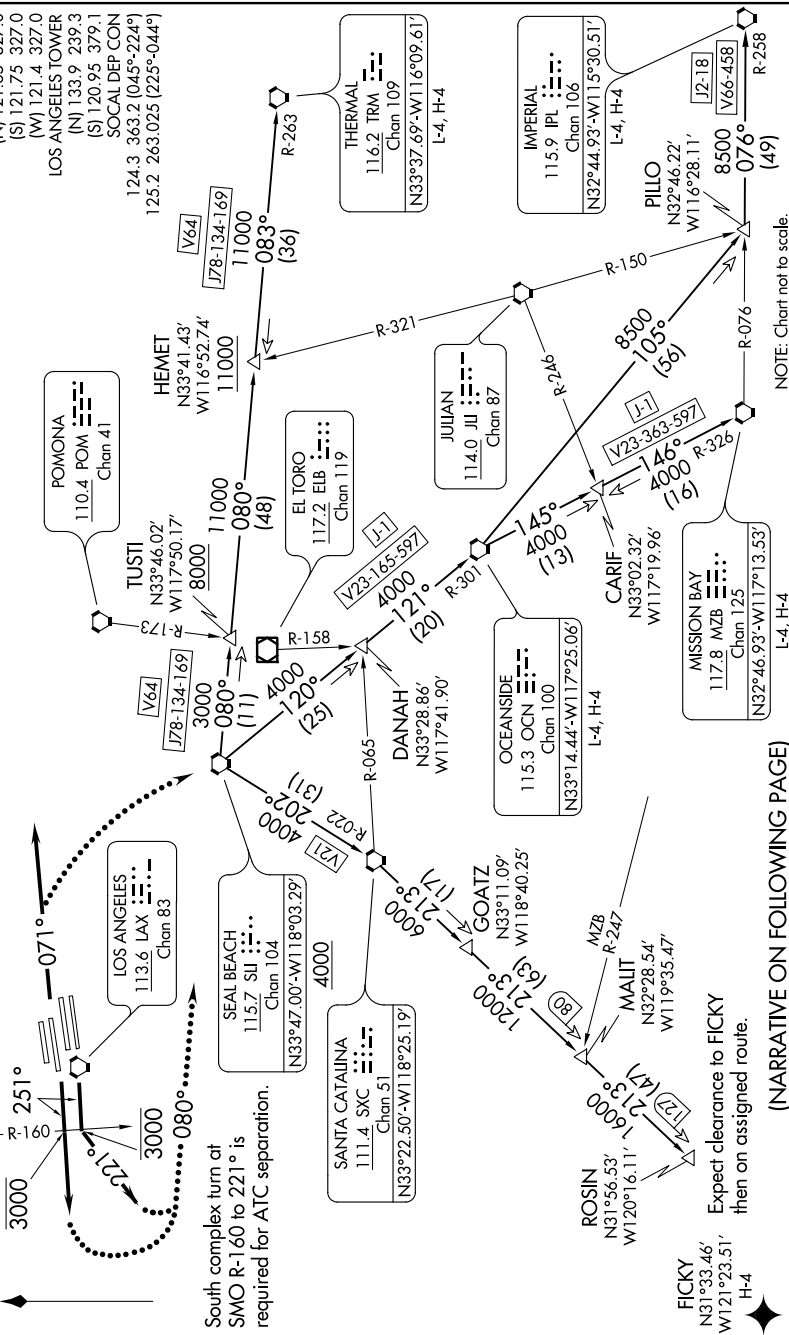 (S) 121.75 327.0
(W) 121.4 327.0
LOS ANGELES TOWER
(N) 133.9 239.3
(S) 120.95 379.1
SOCAL DEP CON
124.3 363.2 (045°-224°)
125.2 263.025 (225°-044°)
3000
R-160
251°
3000
221°
080°
071°
LOS ANGELES
113.6 LAX
Chan 83
South complex turn at
SMO R-160 to 221° is
required for ATC separation.
SEAL BEACH
115.7 SLI
Chan 104
N33°47.00'-W118°03.29'
4000
V64
J78-134-169
3000
080°
(11)
POMONA
110.4 POM
Chan 41
R-173
TUSTI
N33°46.02'
W117°50.17'
8000
11000
080°
(48)
HEMET
N33°41.43'
W116°52.74'
11000
V64
J78-134-169
11000
083°
(36)
R-263
THERMAL
116.2 TRM
Chan 109
N33°37.69'-W116°09.61'
L-4, H-4
EL TORO
117.2 ELB
Chan 119
R-158
4000
120°
(25)
DANAH
N33°28.86'
W117°41.90'
R-065
J-1
V23-165-597
4000
121°
(20)
R-301
OCEANSIDE
115.3 OCN
Chan 100
N33°14.44'-W117°25.06'
L-4, H-4
JULIAN
114.0 JLI
Chan 87
R-321
R-246
R-150
145°
4000
(13)
CARIF
N33°02.32'
W117°19.96'
J-1
V23-363-597
146°
4000
(16)
R-326
MISSION BAY
117.8 MZB
Chan 125
N32°46.93'-W117°13.53'
L-4, H-4
R-076
8500
105°
(56)
PILLO
N32°46.22'
W116°28.11'
J2-18
V66-458
8500
076°
(49)
R-258
IMPERIAL
115.9 IPL
Chan 106
N32°44.93'-W115°30.51'
L-4, H-4
4000
202°
(31)
V21
R-022
SANTA CATALINA
111.4 SXC
Chan 51
N33°22.50'-W118°25.19'
6000
213°
(17)
GOATZ
N33°11.09'
W118°40.25'
12000
213°
(63)
80
MZB
R-247
MALIT
N32°28.54'
W119°35.47'
16000
213°
(47)
127
ROSIN
N31°56.53'
W120°16.11'
Expect clearance to FICKY
then on assigned route.
FICKY
N31°33.46'
W121°23.51'
H-4
(NARRATIVE ON FOLLOWING PAGE)
NOTE: Chart not to scale.